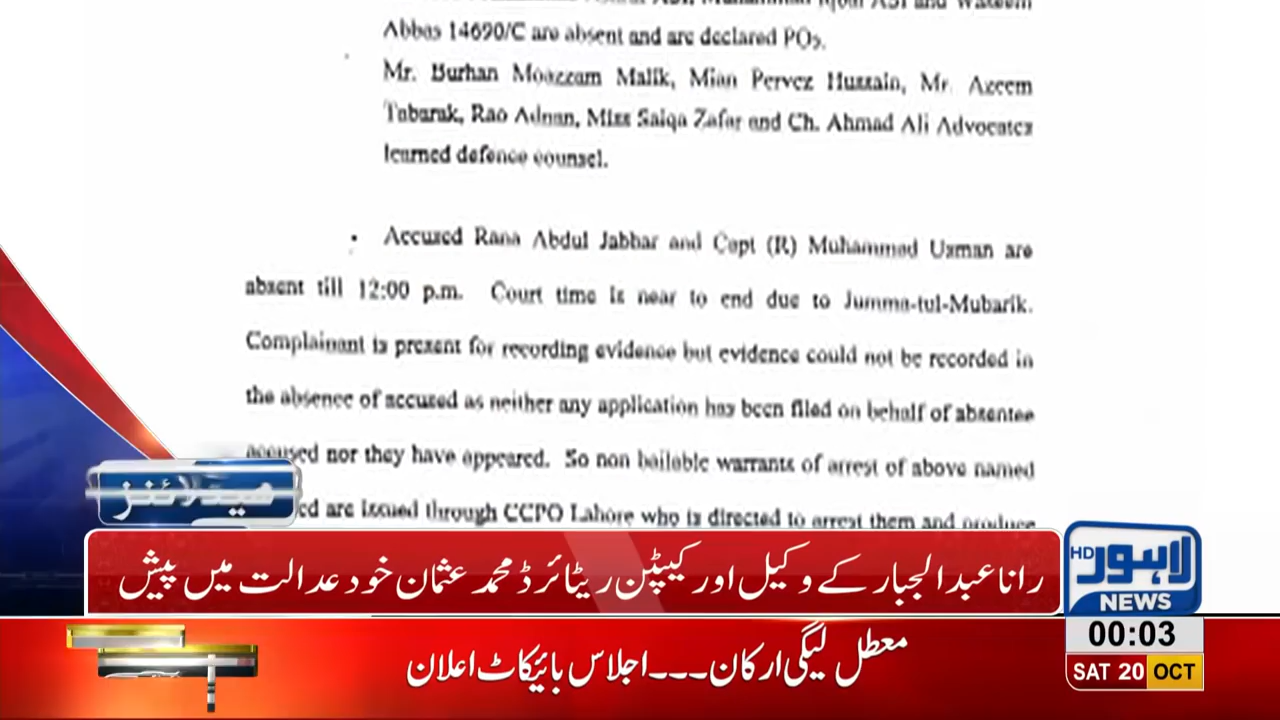 Abbas 14690/C are absent and are declared POs.
Mr. Burhan Moazzam Malik, Mian Pervez Hussain, Mr. Azeem
Tabarak, Rao Adnan, Miss Saiqa Zafar and Ch. Ahmad Ali Advocates
learned defence counsel.
Accused Rana Abdul Jabbar and Capt (R) Muhammad Usman are
absent till 12:00 p.m. Court time is near to end due to Jumma-tul-Mubarik.
Complainant is present for recording evidence but evidence could not be recorded in
the absence of accused as neither any application has been filed on behalf of absentee
accused nor they have appeared. So non bailable warrants of arrest of above named
are issued through CCPO Lahore who is directed to arrest them and produce
ہیڈلائنز
رانا عبدالجبار کے وکیل اور کیپٹن ریٹائرڈ محمد عثمان خود عدالت میں پیش
معطل لیگی ارکان۔۔۔اجلاس بائیکاٹ اعلان
لاہور HD
NEWS
00:03
SAT 20 OCT